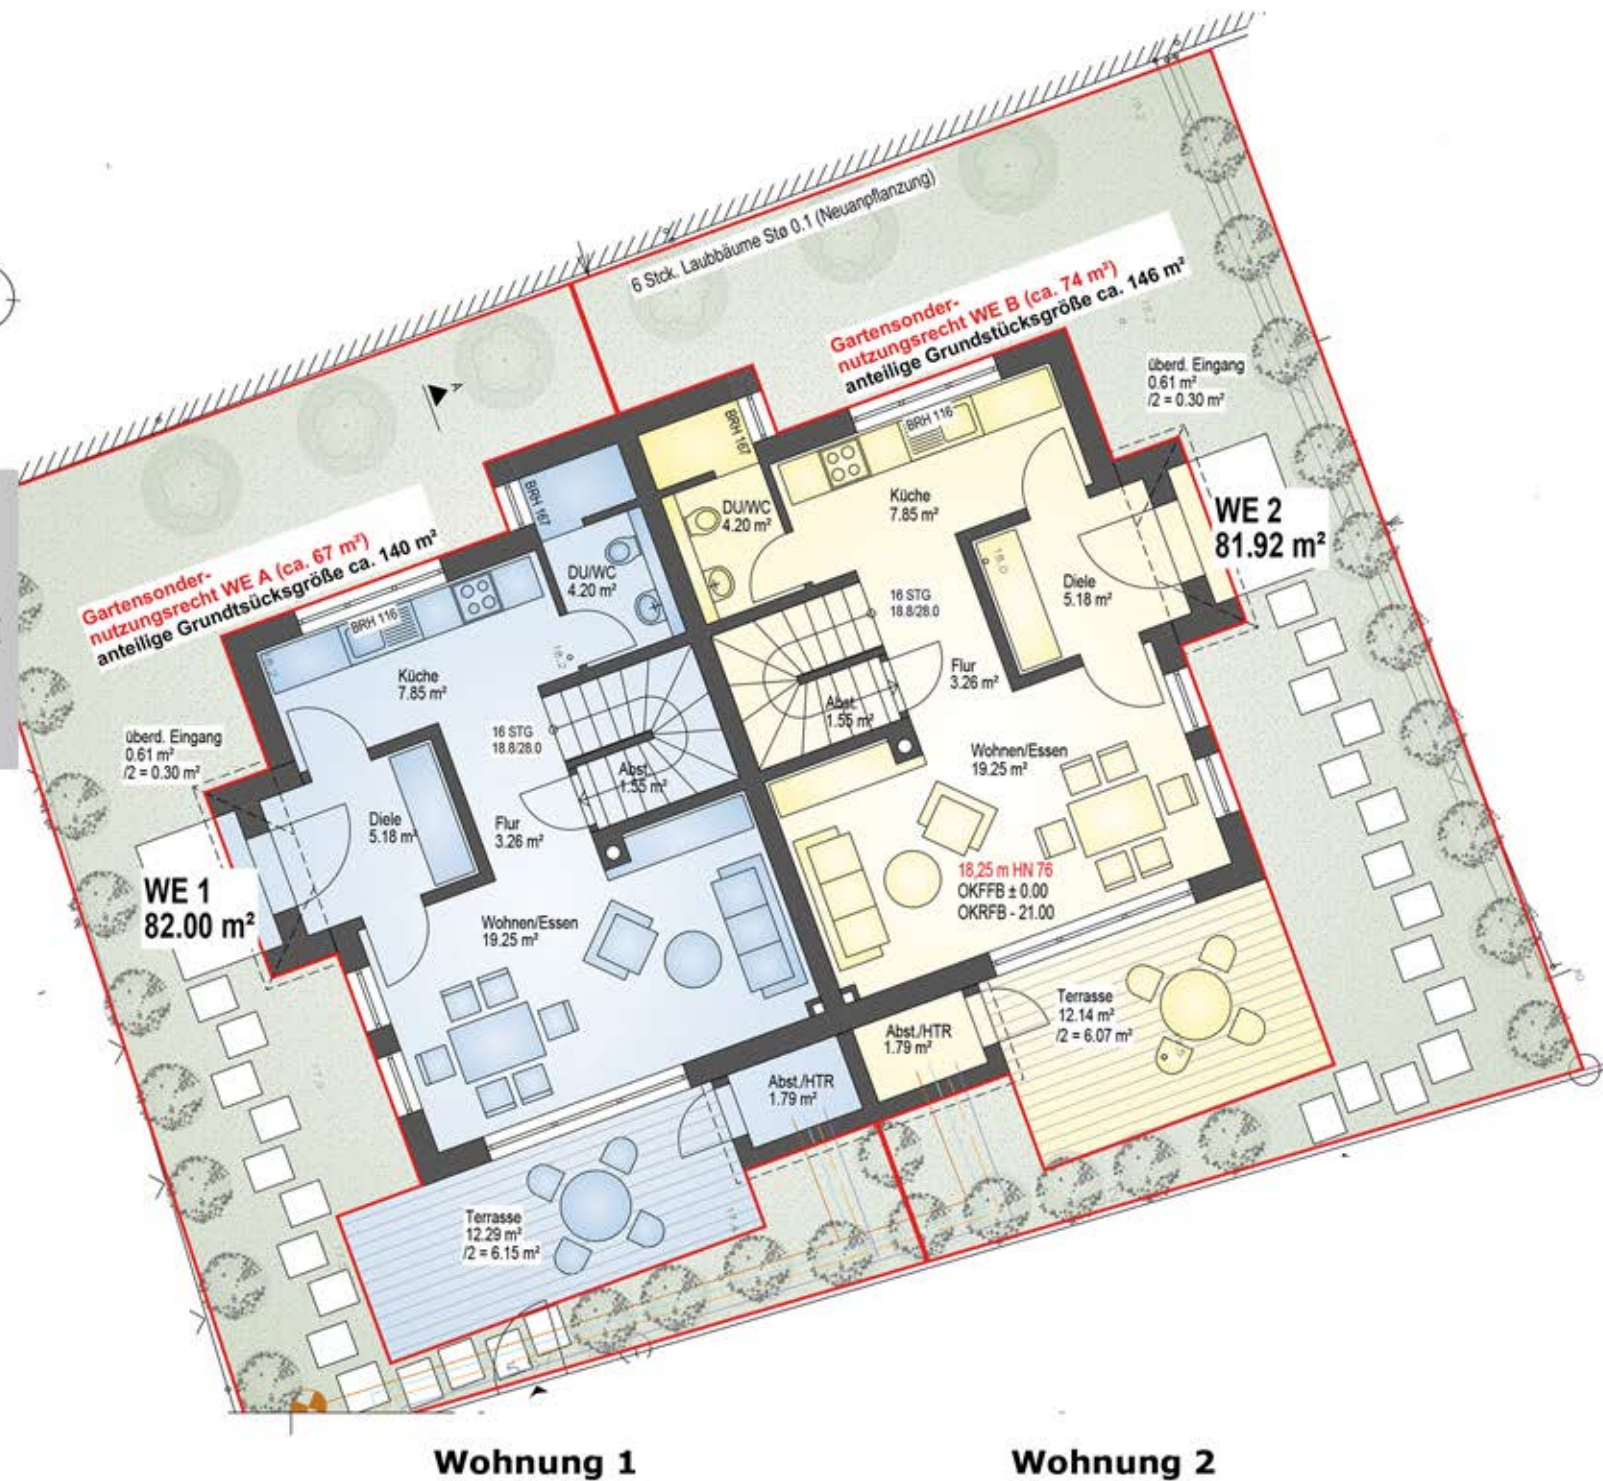 6 Stck. Laubbäume Stø 0.1 (Neuanpflanzung)
Gartensonder-
nutzungsrecht WE B (ca. 74 m²)
anteilige Grundstücksgröße ca. 146 m²
überd. Eingang
0.61 m²
/2 = 0.30 m²
A
BRH 167
BRH 116
Küche
7.85 m²
DU/WC
4.20 m²
WE 2
81.92 m²
Diele
5.18 m²
16 STG
18.8/28.0
Flur
3.26 m²
Abst.
1.55 m²
Wohnen/Essen
19.25 m²
18,25 m HN 76
OKFFB ± 0.00
OKRFB - 21.00
Terrasse
12.14 m²
/2 = 6.07 m²
Abst./HTR
1.79 m²
Gartensonder-
nutzungsrecht WE A (ca. 67 m²)
anteilige Grundtsücksgröße ca. 140 m²
BRH 167
BRH 116
DU/WC
4.20 m²
Küche
7.85 m²
überd. Eingang
0.61 m²
/2 = 0.30 m²
16 STG
18.8/28.0
Abst.
1.55 m²
Diele
5.18 m²
Flur
3.26 m²
WE 1
82.00 m²
Wohnen/Essen
19.25 m²
Abst./HTR
1.79 m²
Terrasse
12.29 m²
/2 = 6.15 m²
Wohnung 1
Wohnung 2